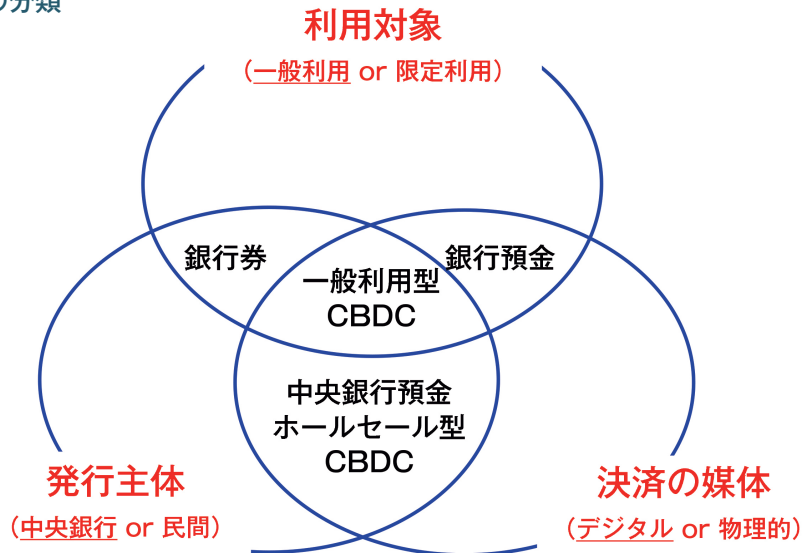 の分類
利用対象
（一般利用 or 限定利用）
銀行券
銀行預金
一般利用型
CBDC
中央銀行預金
ホールセール型
CBDC
発行主体
（中央銀行 or 民間）
決済の媒体
（デジタル or 物理的）